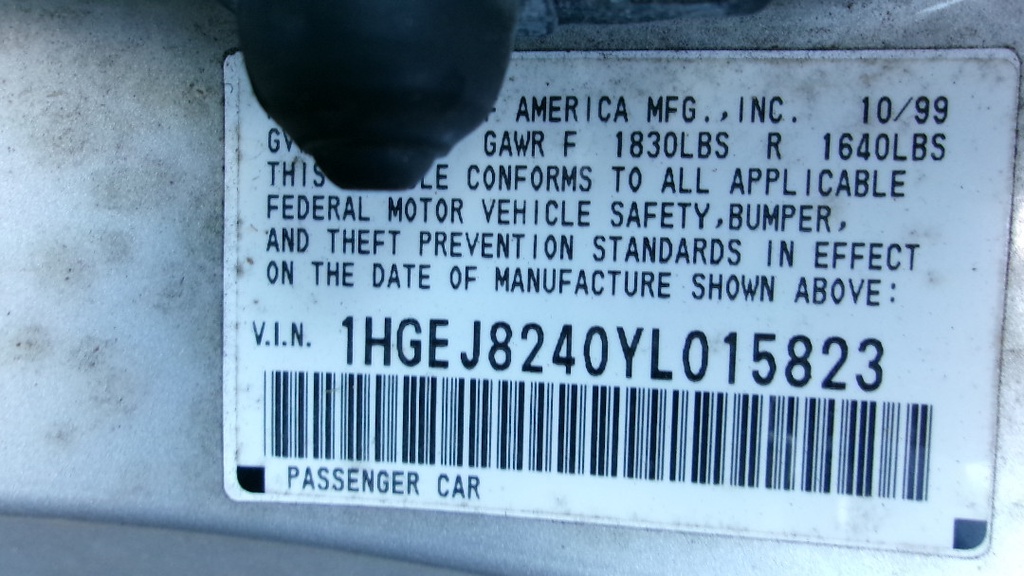 AMERICA MFG.,INC. 10/99
GAWR F 1830LBS R 1640LBS
THIS CONFORMS TO ALL APPLICABLE
FEDERAL MOTOR VEHICLE SAFETY,BUMPER,
AND THEFT PREVENTION STANDARDS IN EFFECT
ON THE DATE OF MANUFACTURE SHOWN ABOVE:
V.I.N. 1HGEJ8240YL015823
PASSENGER CAR